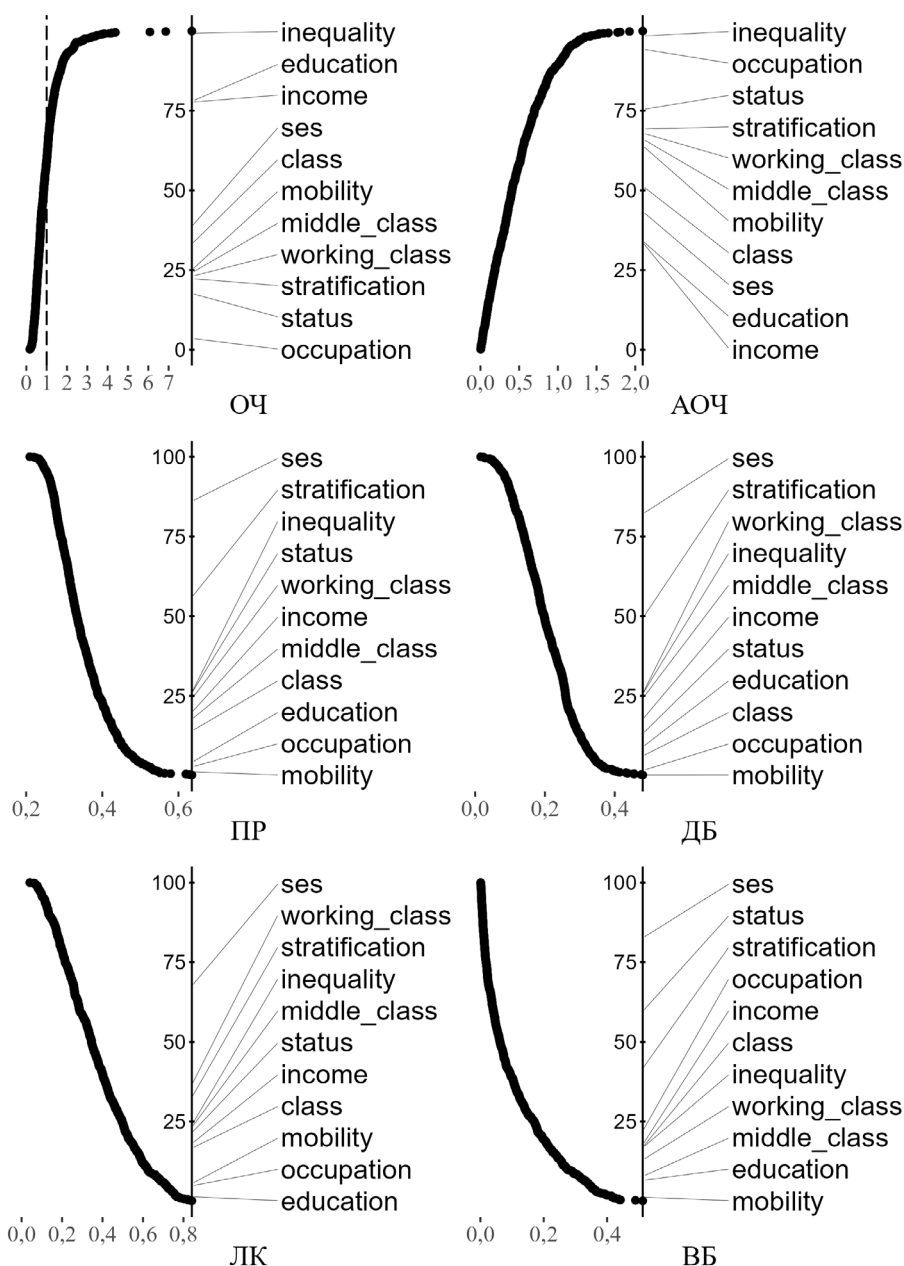 inequality
education
income
75
ses
class
50
mobility
middle_class
working_class
25
stratification
status
0
occupation
0 1 2 3 4 5 6 7
ОЧ
inequality
occupation
status
75
stratification
working_class
50
middle_class
mobility
class
25
ses
education
0
income
0,0 0,5 1,0 1,5 2,0
АОЧ
100
ses
stratification
75
inequality
status
working_class
50
income
middle_class
25
class
education
occupation
0
mobility
0,2 0,4 0,6
ПР
100
ses
stratification
75
working_class
inequality
middle_class
50
income
status
25
education
class
occupation
0
mobility
0,0 0,2 0,4
ДБ
100
ses
working_class
75
stratification
inequality
middle_class
50
status
income
25
class
mobility
occupation
0
education
0,0 0,2 0,4 0,6 0,8
ЛК
100
ses
status
75
stratification
occupation
income
50
class
inequality
25
working_class
middle_class
education
0
mobility
0,0 0,2 0,4
ВБ